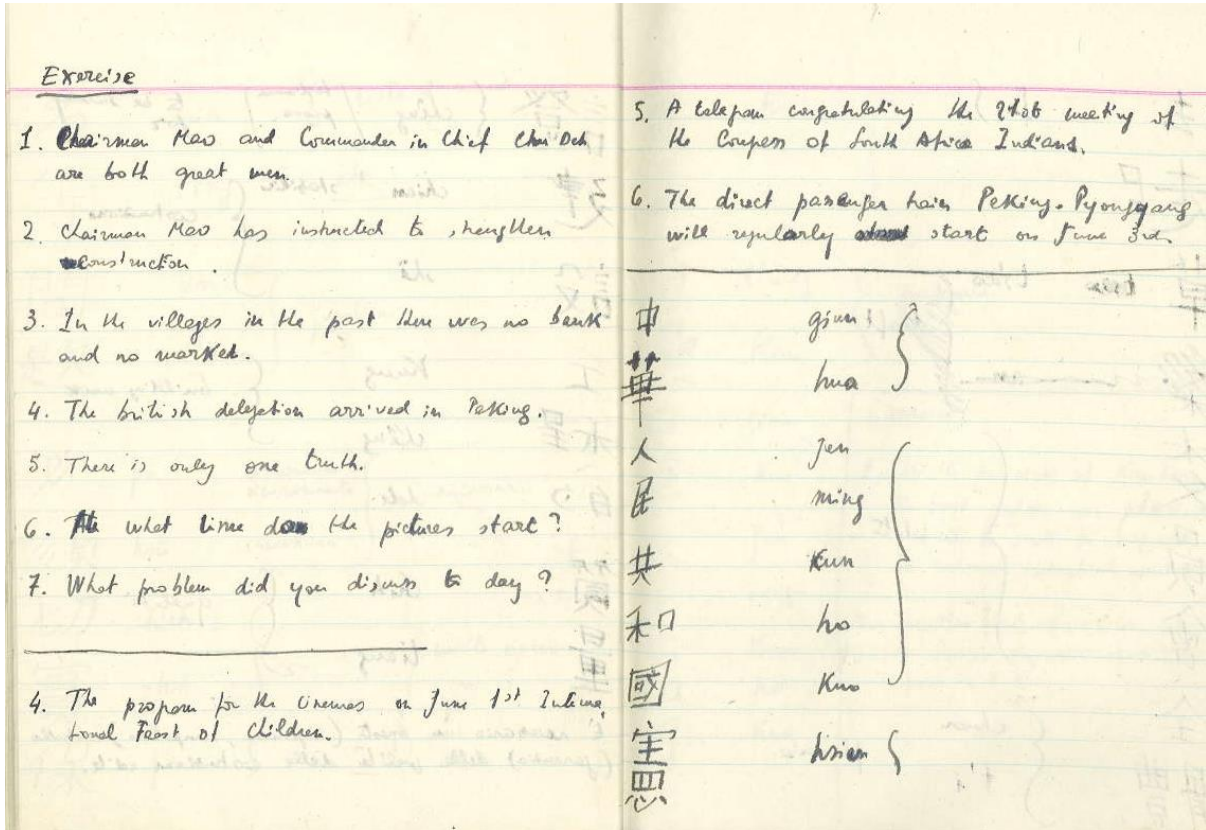 Exercise
1. Chairman Mao and Commander in Chief Chu Deh
are both great men.
2. Chairman Mao has instructed to strengthen
construction.
3. In the villages in the past there was no bank
and no market.
4. The british delegation arrived in Peking.
5. There is only one truth.
6. At what time does the pictures start?
7. What problem did you discuss to day?
4. The program for the cinemas on June 1st Interna
tional Feast of Children.
5. A telegram congratulating the 21st meeting of
the Congress of South Africa Indians.
6. The direct passenger train Peking-Pyongyang
will regularly start on June 3rd.
中
華 hua
人 jen
民 ming
共 Kun
和 ho
國 Kuo
hsien